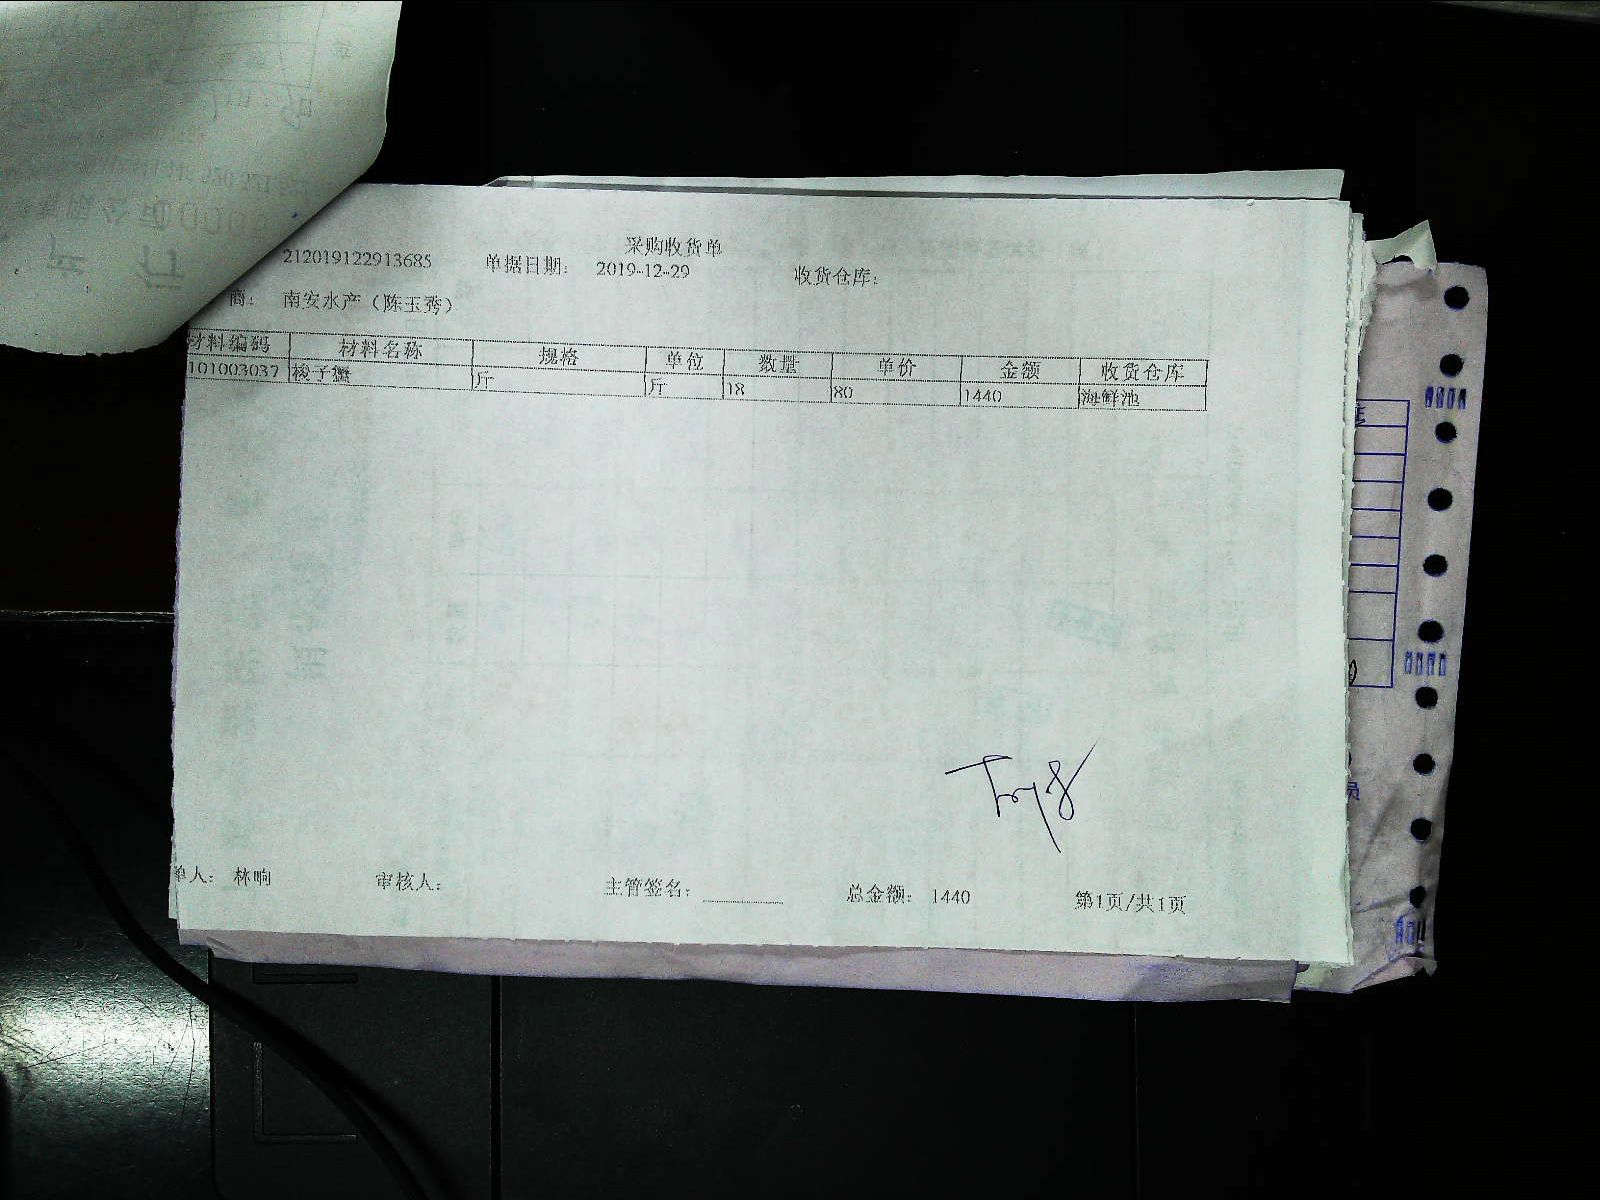 采购收货单
212019122913685 单据日期: 2019-12-29 收货仓库:
商: 南安水产(陈玉秀)
材料编码 材料名称 规格 单位 数量 单价 金额 收货仓库
101003037 梭子蟹 斤 斤 18 80 1440 海鲜池
单人: 林晌 审核人: 主管签名: 总金额: 1440 第1页/共1页